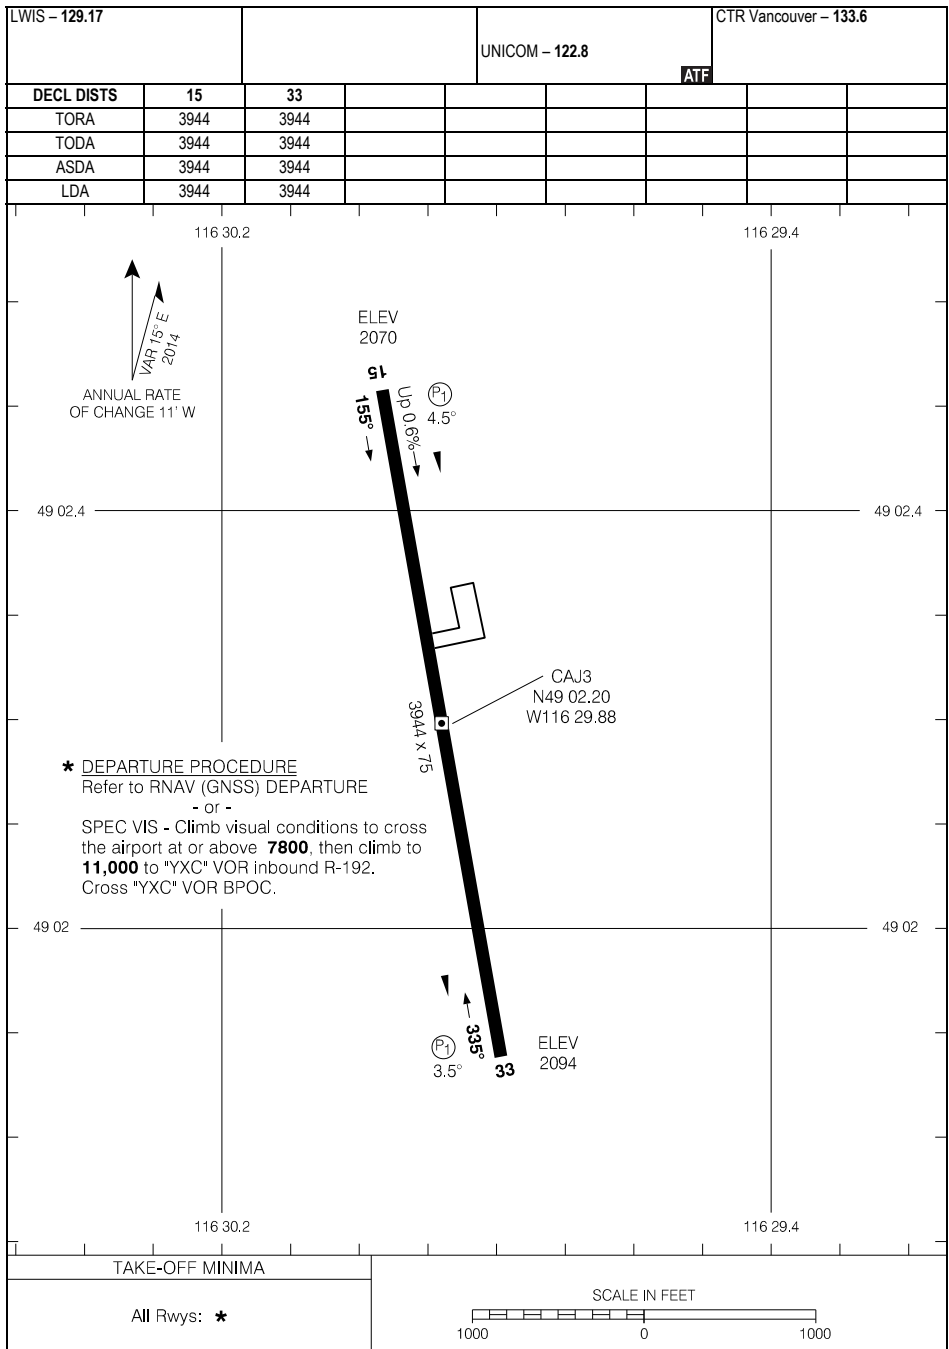 LWIS – 129.17
CTR Vancouver – 133.6
UNICOM – 122.8
ATF
DECL DISTS 15 33
TORA 3944 3944
TODA 3944 3944
ASDA 3944 3944
LDA 3944 3944
116 30.2 116 29.4
VAR 15° E
2014
ANNUAL RATE
OF CHANGE 11' W
ELEV
2070
15
155°
Up 0.6%
P1
4.5°
49 02.4 49 02.4
CAJ3
N49 02.20
W116 29.88
3944 x 75
* DEPARTURE PROCEDURE
Refer to RNAV (GNSS) DEPARTURE
- or -
SPEC VIS - Climb visual conditions to cross
the airport at or above 7800, then climb to
11,000 to "YXC" VOR inbound R-192.
Cross "YXC" VOR BPOC.
49 02 49 02
P1
3.5°
335°
33
ELEV
2094
116 30.2 116 29.4
TAKE-OFF MINIMA
All Rwys: *
SCALE IN FEET
1000 0 1000